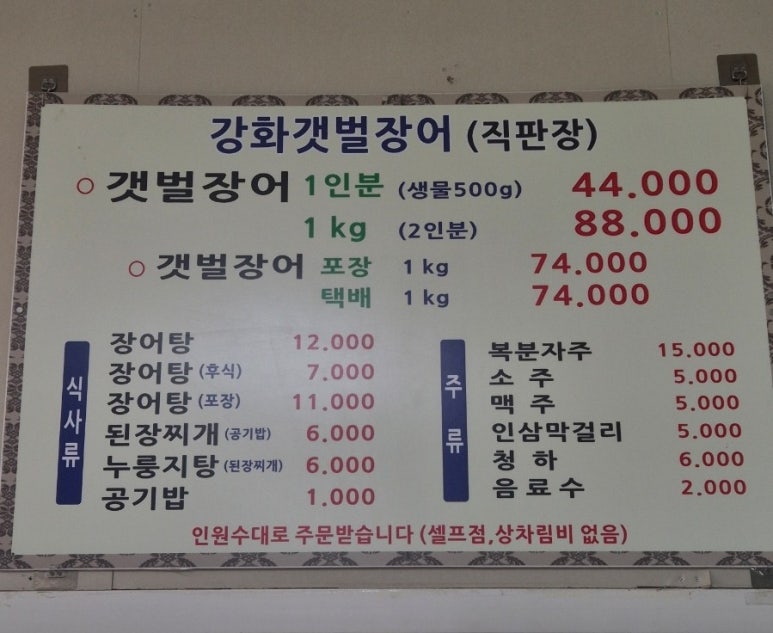 강화갯벌장어 (직판장)
○ 갯벌장어 1인분 (생물500g) 44.000
1 kg (2인분) 88.000
○ 갯벌장어 포장 1 kg 74.000
택배 1 kg 74.000
식사류
장어탕 12.000
장어탕 (후식) 7.000
장어탕 (포장) 11.000
된장찌개 (공기밥) 6.000
누룽지탕 (된장찌개) 6.000
공기밥 1.000
주류
복분자주 15.000
소 주 5.000
맥 주 5.000
인삼막걸리 5.000
청 하 6.000
음료수 2.000
인원수대로 주문받습니다 (셀프점,상차림비 없음)